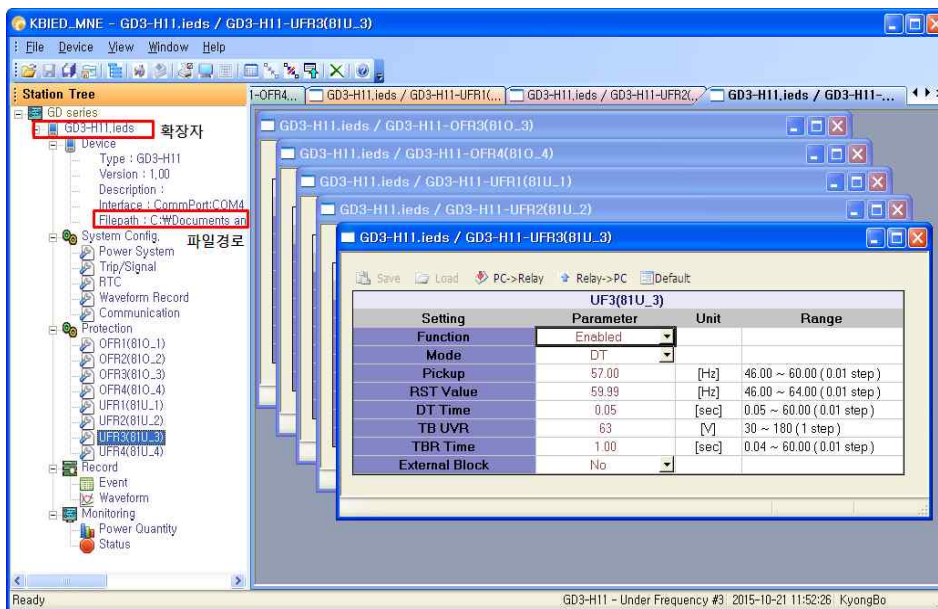 KBIED_MNE - GD3-H11.ieds / GD3-H11-UFR3(81U_3)
File Device View Window Help
Station Tree
1-OFR4... GD3-H11.ieds / GD3-H11-UFR1(... GD3-H11.ieds / GD3-H11-UFR2(... GD3-H11.ieds / GD3-H11-...
GD series
GD3-H11.ieds 확장자
Device
Type : GD3-H11
Version : 1.00
Description :
Interface : CommPort:COM4
Filepath : C:₩Documents an
파일경로
System Config.
Power System
Trip/Signal
RTC
Waveform Record
Communication
Protection
OFR1(81O_1)
OFR2(81O_2)
OFR3(81O_3)
OFR4(81O_4)
UFR1(81U_1)
UFR2(81U_2)
UFR3(81U_3)
UFR4(81U_4)
Record
Event
Waveform
Monitoring
Power Quantity
Status
GD3-H11.ieds / GD3-H11-OFR3(81O_3)
GD3-H11.ieds / GD3-H11-OFR4(81O_4)
GD3-H11.ieds / GD3-H11-UFR1(81U_1)
GD3-H11.ieds / GD3-H11-UFR2(81U_2)
GD3-H11.ieds / GD3-H11-UFR3(81U_3)
Save Load PC->Relay Relay->PC Default
UF3(81U_3)
Setting Parameter Unit Range
Function Enabled
Mode DT
Pickup 57.00 [Hz] 46.00 ~ 60.00 ( 0.01 step )
RST Value 59.99 [Hz] 46.00 ~ 64.00 ( 0.01 step )
DT Time 0.05 [sec] 0.05 ~ 60.00 ( 0.01 step )
TB UVR 63 [V] 30 ~ 180 ( 1 step )
TBR Time 1.00 [sec] 0.04 ~ 60.00 ( 0.01 step )
External Block No
Ready
GD3-H11 - Under Frequency #3 2015-10-21 11:52:26 KyongBo